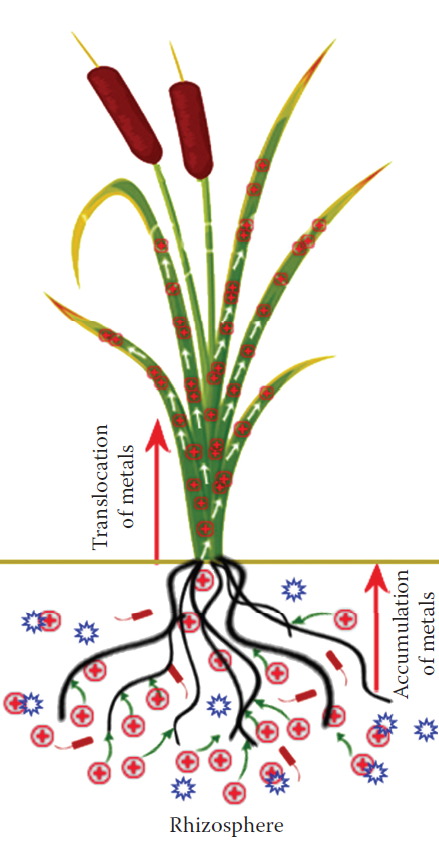 Translocation
of metals
Accumulation
of metals
Rhizosphere